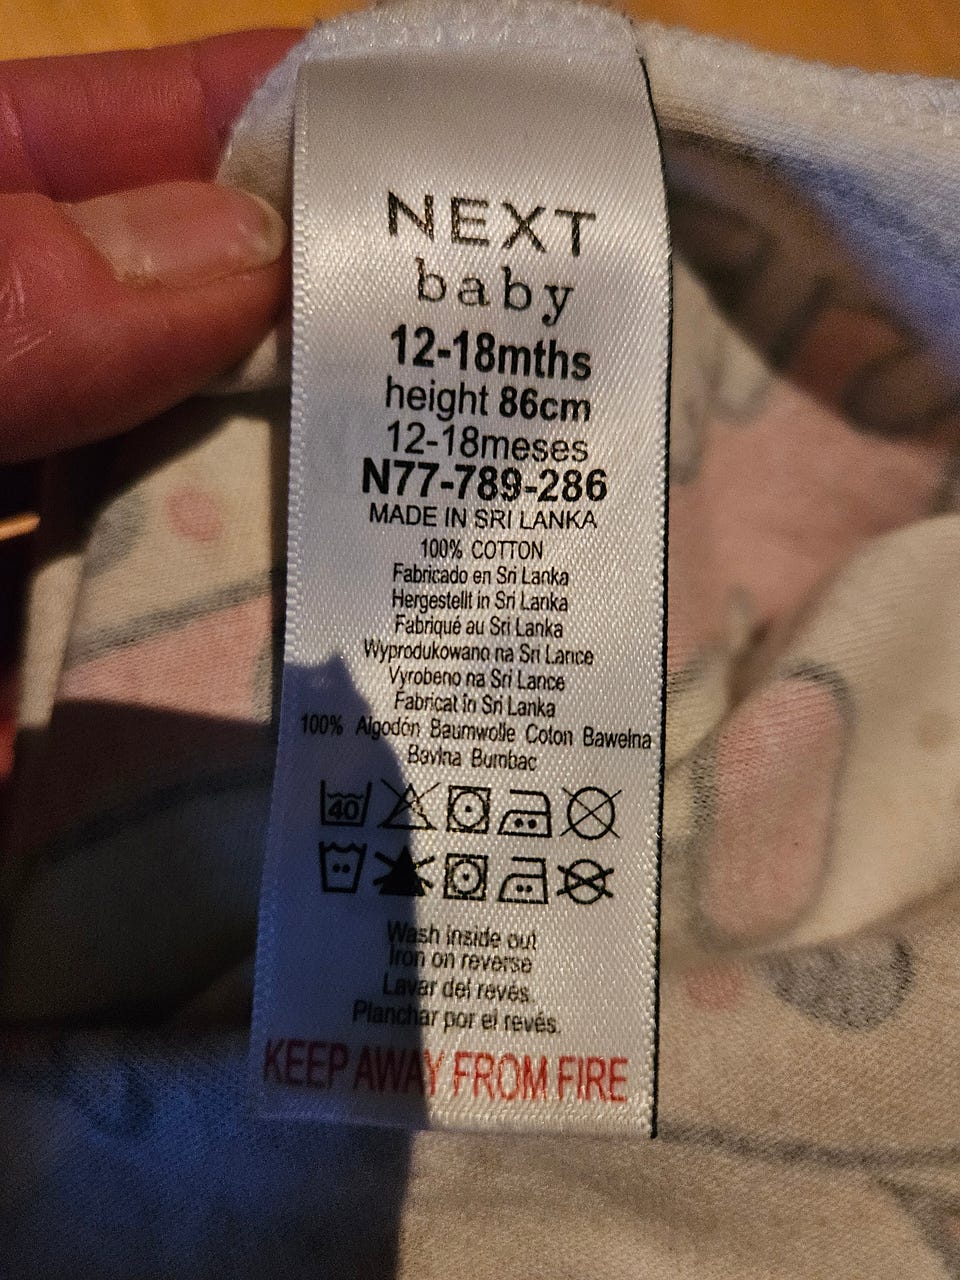 NEXT
baby
12-18mths
height 86cm
12-18meses
N77-789-286
MADE IN SRI LANKA
100% COTTON
Fabricado en Sri Lanka
Hergestellt in Sri Lanka
Fabriqué au Sri Lanka
Wyprodukowano na Sri Lance
Vyrobeno na Sri Lance
Fabricat in Sri Lanka
100% Algodón Baumwolle Coton Bawełna
Bavlna Bumbac
40
Wash inside out
Iron on reverse
Lavar del revés.
Planchar por el revés.
KEEP AWAY FROM FIRE